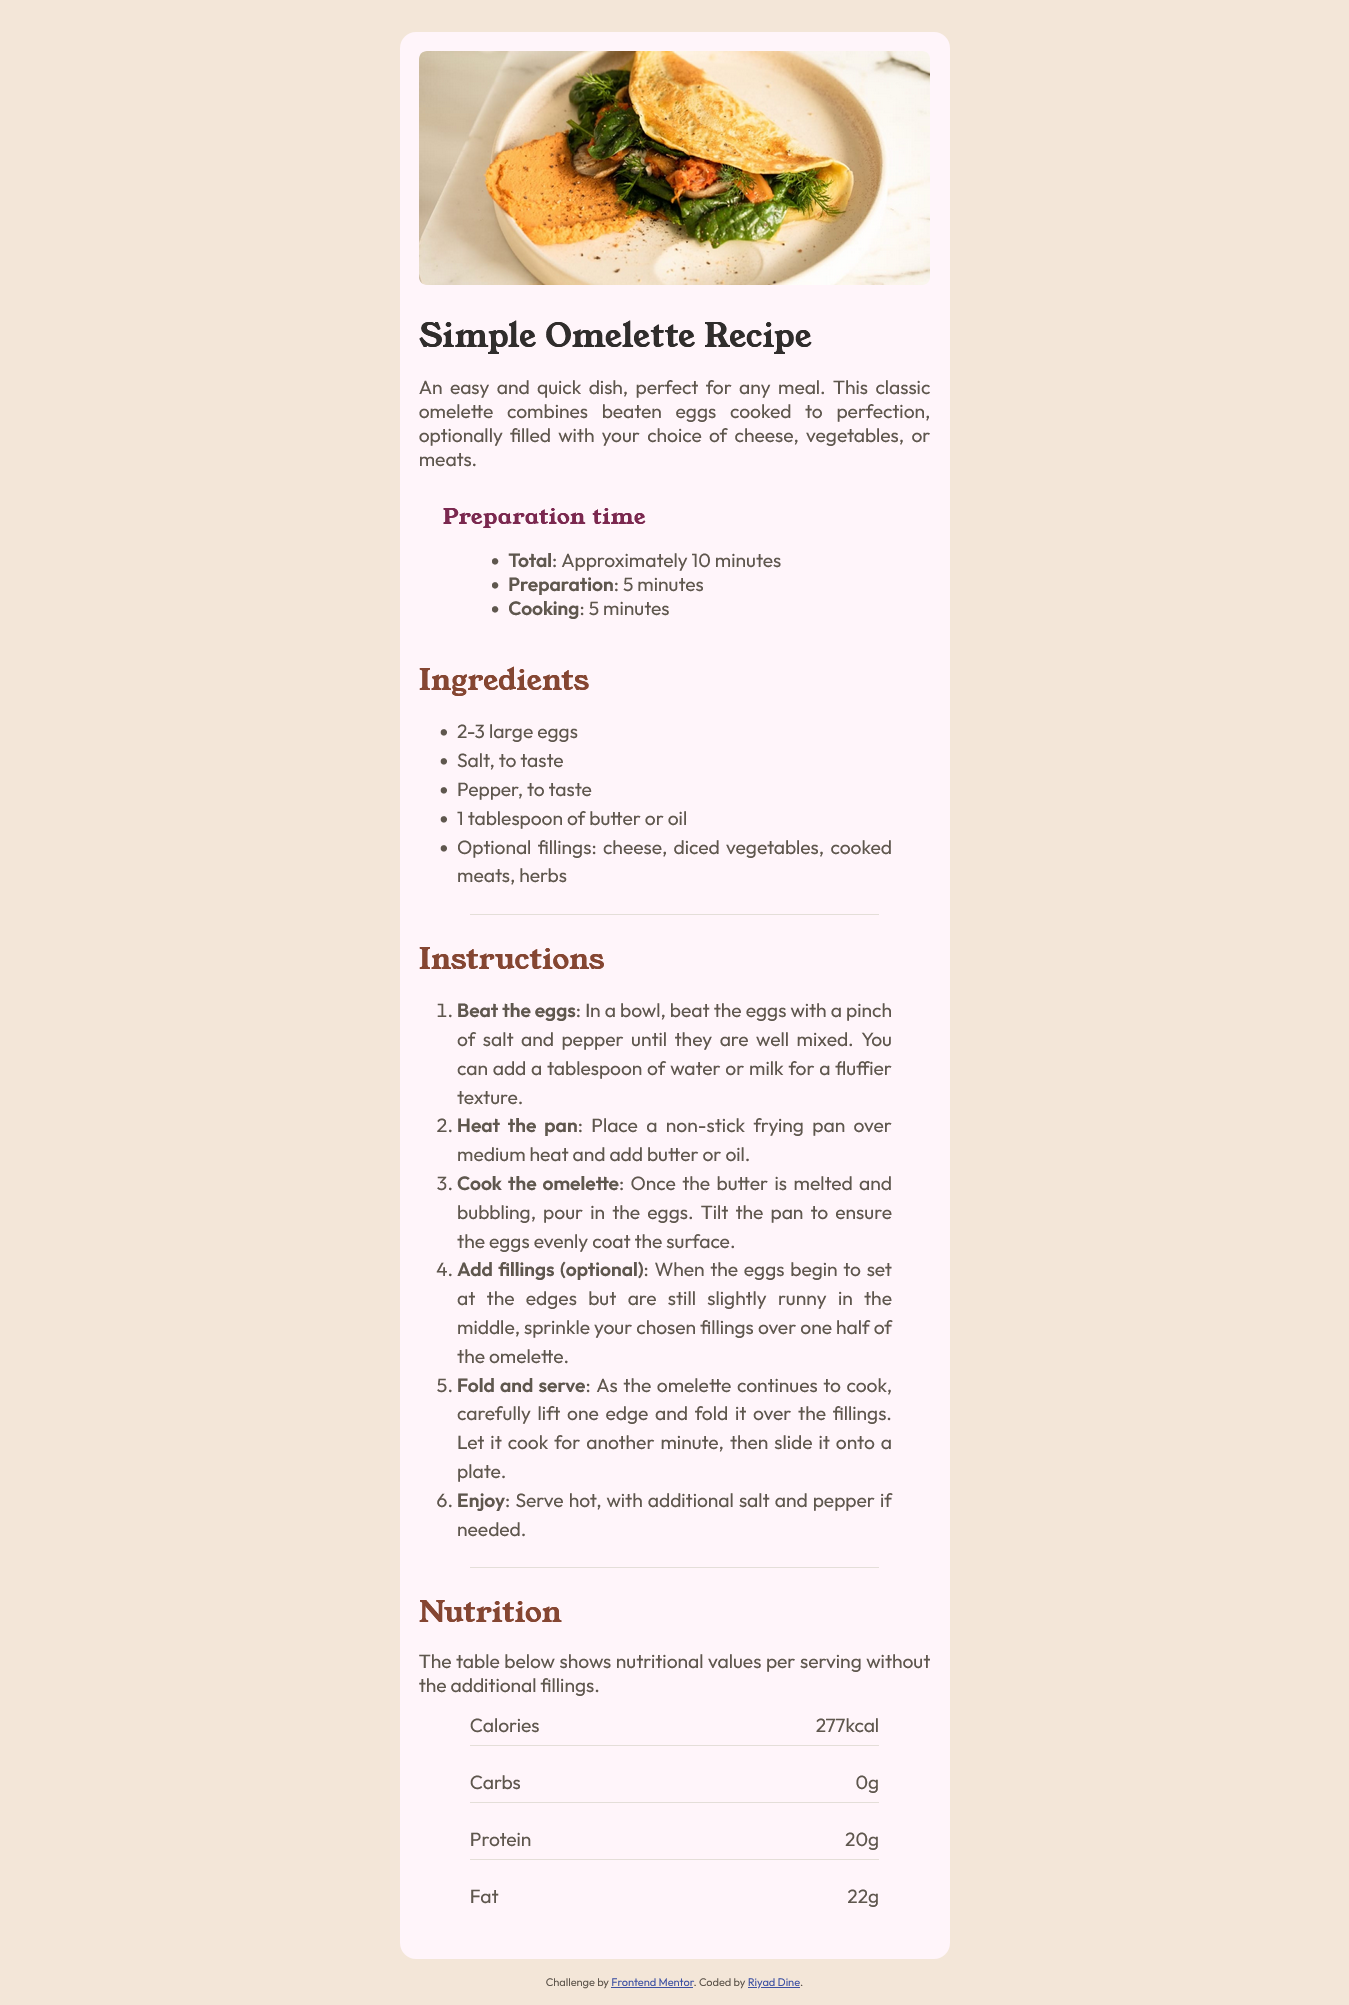 Simple Omelette Recipe
An easy and quick dish, perfect for any meal. This classic
omelette combines beaten eggs cooked to perfection,
optionally filled with your choice of cheese, vegetables, or
meats.
Preparation time
• Total: Approximately 10 minutes
• Preparation: 5 minutes
• Cooking: 5 minutes
Ingredients
• 2-3 large eggs
• Salt, to taste
• Pepper, to taste
• 1 tablespoon of butter or oil
• Optional fillings: cheese, diced vegetables, cooked
meats, herbs
Instructions
1. Beat the eggs: In a bowl, beat the eggs with a pinch
of salt and pepper until they are well mixed. You
can add a tablespoon of water or milk for a fluffier
texture.
2. Heat the pan: Place a non-stick frying pan over
medium heat and add butter or oil.
3. Cook the omelette: Once the butter is melted and
bubbling, pour in the eggs. Tilt the pan to ensure
the eggs evenly coat the surface.
4. Add fillings (optional): When the eggs begin to set
at the edges but are still slightly runny in the
middle, sprinkle your chosen fillings over one half of
the omelette.
5. Fold and serve: As the omelette continues to cook,
carefully lift one edge and fold it over the fillings.
Let it cook for another minute, then slide it onto a
plate.
6. Enjoy: Serve hot, with additional salt and pepper if
needed.
Nutrition
The table below shows nutritional values per serving without
the additional fillings.
Calories 277kcal
Carbs 0g
Protein 20g
Fat 22g
Challenge by Frontend Mentor. Coded by Riyad Dine.